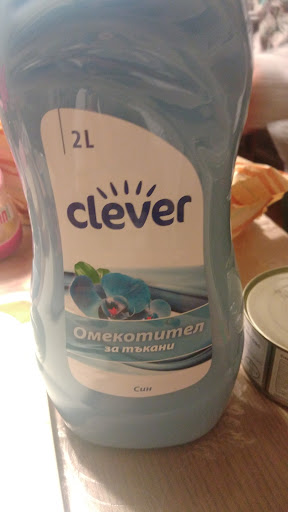 2L
clever
Омекотител
за тъкани
Син